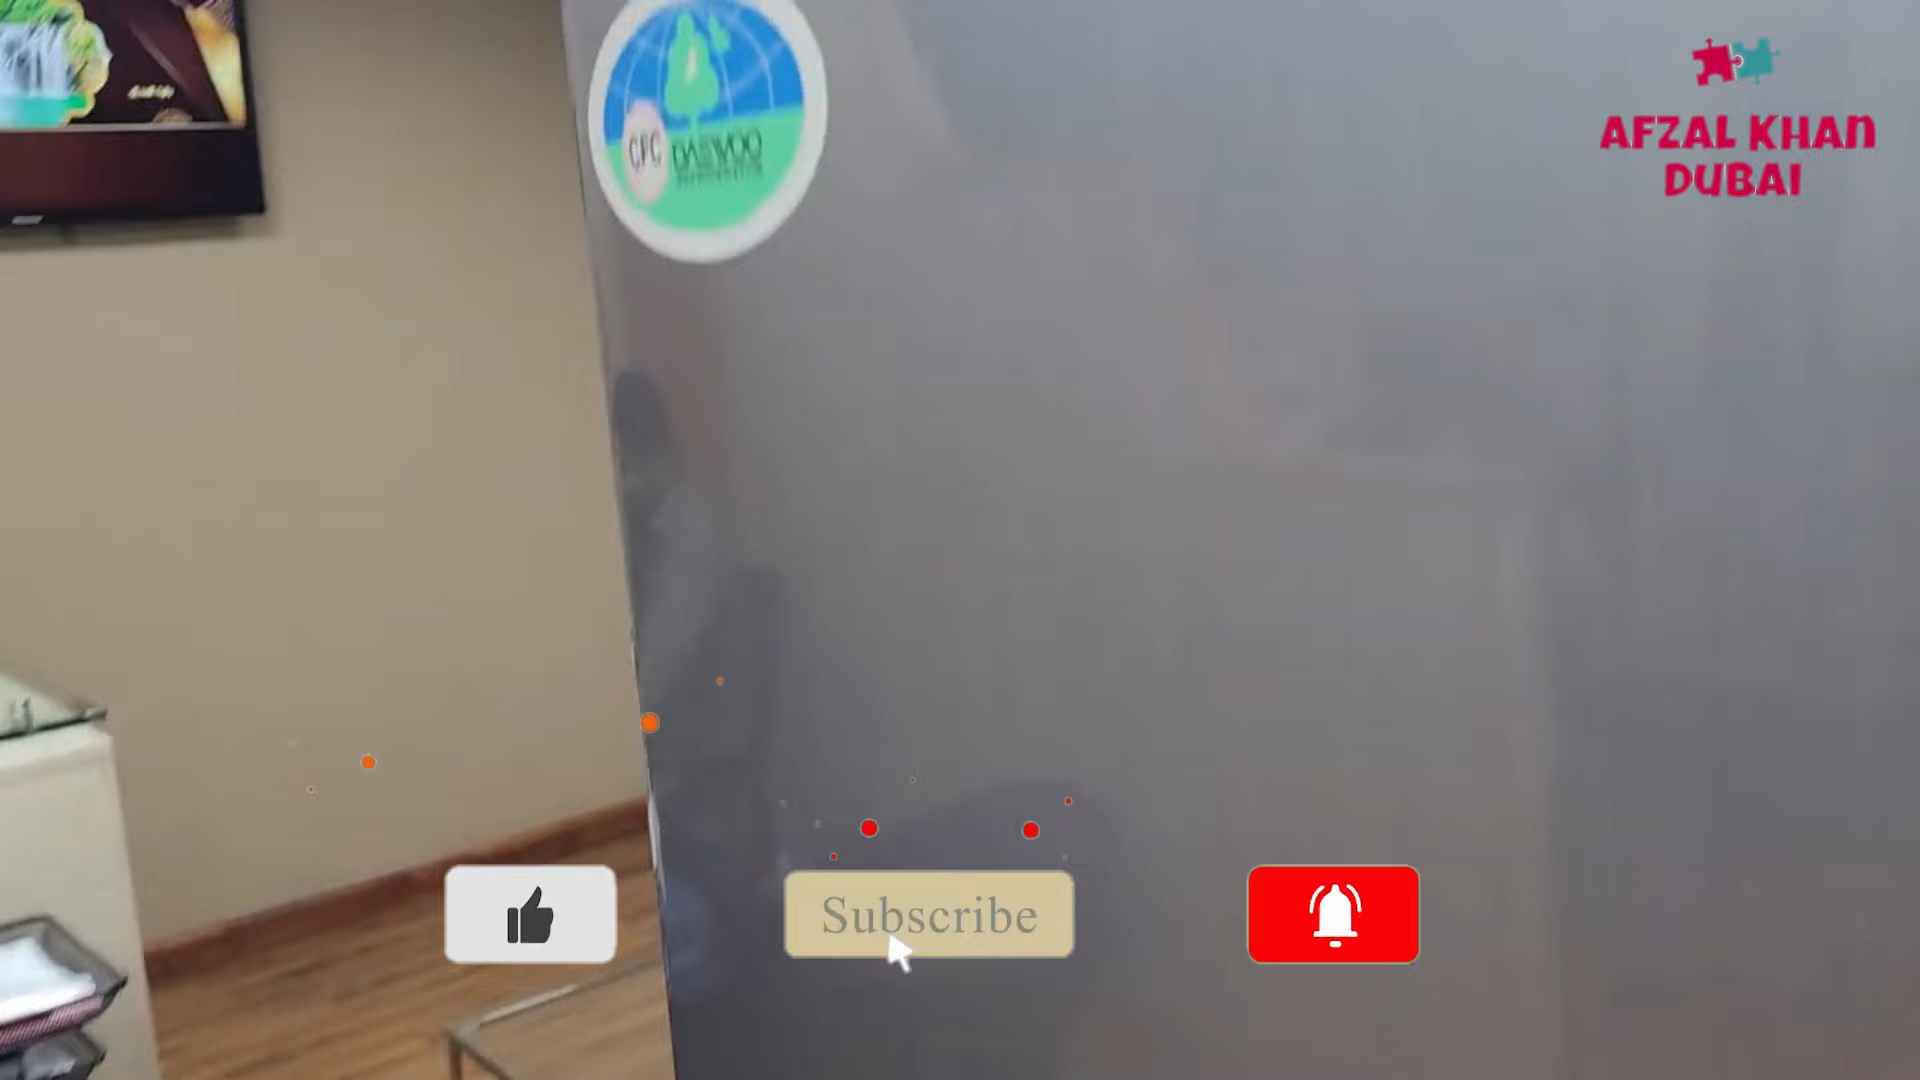 AFZAL KHAN
DUBAI
CFC
DAEWOO
Subscribe